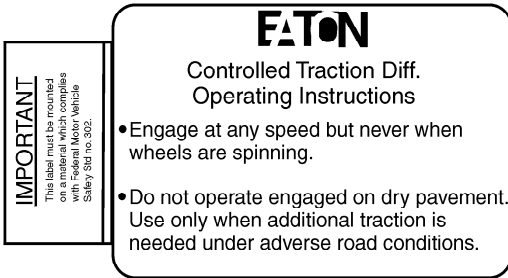 IMPORTANT
This label must be mounted
on a material which complies
with Federal Motor Vehicle
Safety Std no. 302.
EATON
Controlled Traction Diff.
Operating Instructions
•Engage at any speed but never when
wheels are spinning.
•Do not operate engaged on dry pavement.
Use only when additional traction is
needed under adverse road conditions.